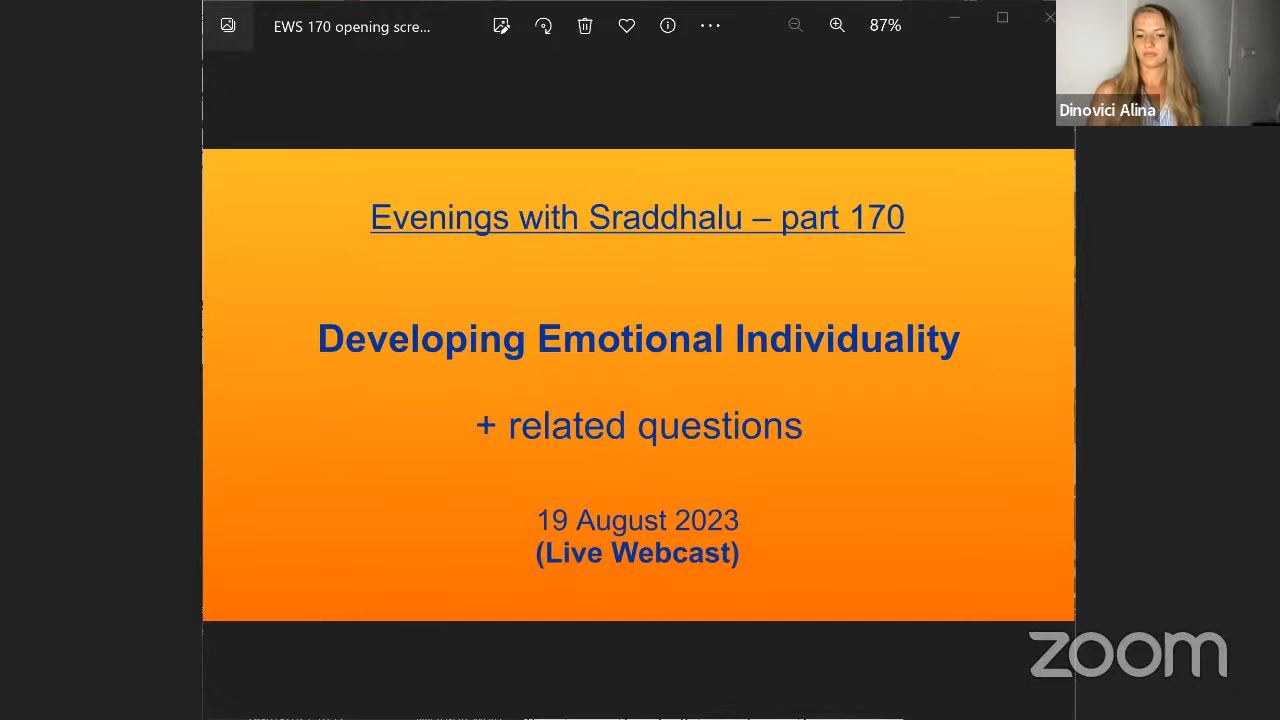 EWS 170 opening scre...
87%
Dinovici Alina
Evenings with Sraddhalu – part 170
Developing Emotional Individuality
+ related questions
19 August 2023
(Live Webcast)
zoom